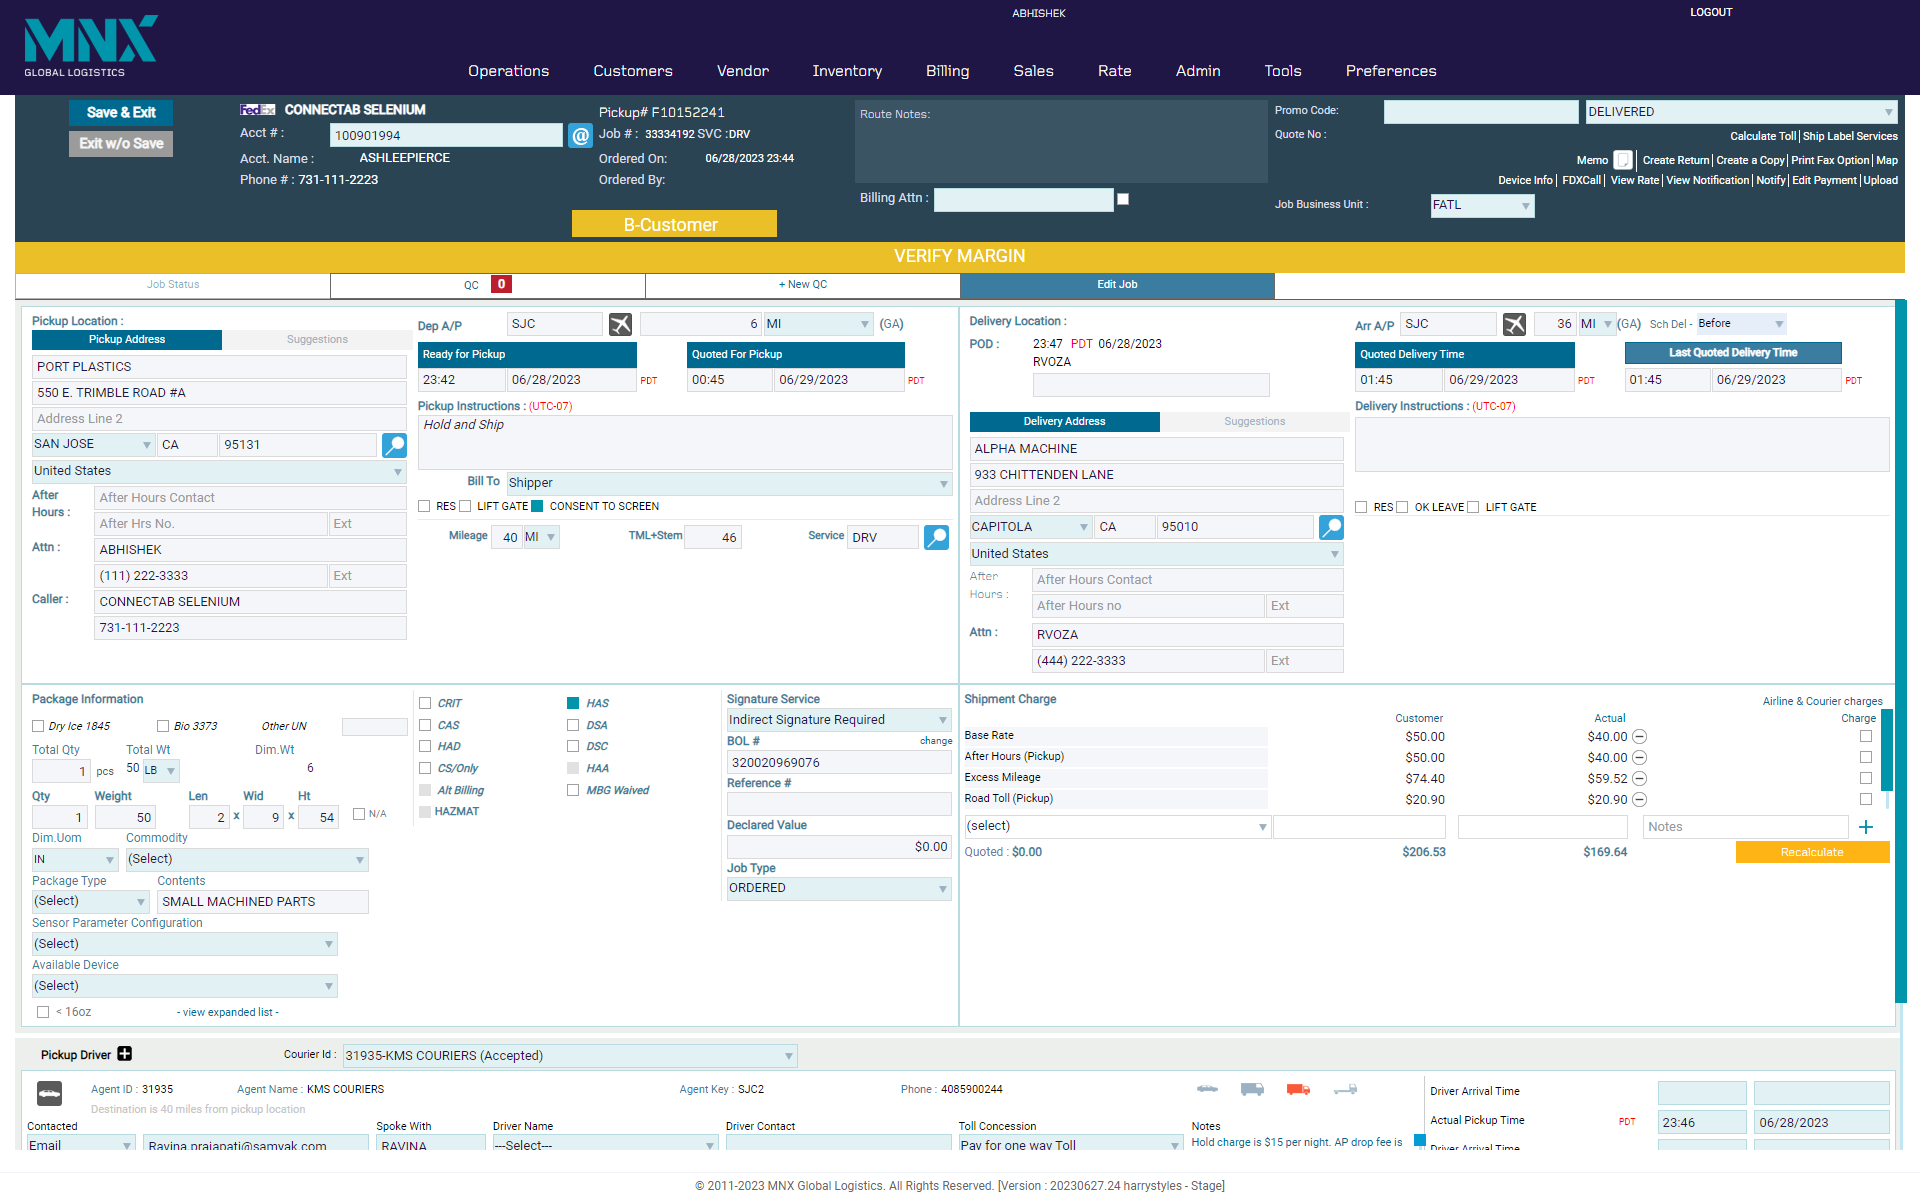 MNX
GLOBAL LOGISTICS
ABHISHEK
LOGOUT
Operations Customers Vendor Inventory Billing Sales Rate Admin Tools Preferences
Save & Exit
Exit w/o Save
FedEx CONNECTAB SELENIUM
Acct # : 100901994 @
Acct. Name : ASHLEEPIERCE
Phone # : 731-111-2223
Pickup# F10152241
Job # : 33334192 SVC :DRV
Ordered On: 06/28/2023 23:44
Ordered By:
B-Customer
Route Notes:
Billing Attn :
Promo Code: DELIVERED
Quote No :
Calculate Toll | Ship Label Services
Memo | Create Return | Create a Copy | Print Fax Option | Map
Device Info | FDXCall | View Rate | View Notification | Notify | Edit Payment | Upload
Job Business Unit : FATL
VERIFY MARGIN
Job Status QC 0 + New QC Edit Job
Pickup Location :
Pickup Address Suggestions
PORT PLASTICS
550 E. TRIMBLE ROAD #A
Address Line 2
SAN JOSE CA 95131
United States
After Hours : After Hours Contact
After Hrs No. Ext
Attn : ABHISHEK
(111) 222-3333 Ext
Caller : CONNECTAB SELENIUM
731-111-2223
Dep A/P SJC 6 MI (GA)
Ready for Pickup Quoted For Pickup
23:42 06/28/2023 PDT 00:45 06/29/2023 PDT
Pickup Instructions : (UTC-07)
Hold and Ship
Bill To Shipper
RES LIFT GATE CONSENT TO SCREEN
Mileage 40 MI TML+Stem 46 Service DRV
Delivery Location :
POD : 23:47 PDT 06/28/2023
RVOZA
Delivery Address Suggestions
ALPHA MACHINE
933 CHITTENDEN LANE
Address Line 2
CAPITOLA CA 95010
United States
After Hours : After Hours Contact
After Hours no Ext
Attn : RVOZA
(444) 222-3333 Ext
Arr A/P SJC 36 MI (GA) Sch Del - Before
Quoted Delivery Time Last Quoted Delivery Time
01:45 06/29/2023 PDT 01:45 06/29/2023 PDT
Delivery Instructions : (UTC-07)
RES OK LEAVE LIFT GATE
Package Information
Dry Ice 1845 Bio 3373 Other UN
Total Qty Total Wt Dim.Wt
1 pcs 50 LB 6
Qty Weight Len Wid Ht
1 50 2 x 9 x 54 N/A
Dim.Uom Commodity
IN (Select)
Package Type Contents
(Select) SMALL MACHINED PARTS
Sensor Parameter Configuration
(Select)
Available Device
(Select)
< 16oz - view expanded list -
CRIT HAS
CAS DSA
HAD DSC
CS/Only HAA
Alt Billing MBG Waived
HAZMAT
Signature Service
Indirect Signature Required
BOL # change
320020969076
Reference #
Declared Value
$0.00
Job Type
ORDERED
Shipment Charge Airline & Courier charges
Customer Actual Charge
Base Rate $50.00 $40.00
After Hours (Pickup) $50.00 $40.00
Excess Mileage $74.40 $59.52
Road Toll (Pickup) $20.90 $20.90
(select) Notes +
Quoted : $0.00 $206.53 $169.64 Recalculate
Pickup Driver Courier Id : 31935-KMS COURIERS (Accepted)
Agent ID : 31935 Agent Name : KMS COURIERS Agent Key : SJC2 Phone : 4085900244
Destination is 40 miles from pickup location
Driver Arrival Time
Actual Pickup Time PDT 23:46 06/28/2023
Contacted Spoke With Driver Name Driver Contact Toll Concession Notes
Email Ravina.prajapati@samyak.com RAVINA ---Select--- Pay for one way Toll Hold charge is $15 per night. AP drop fee is
Driver Arrival Time
© 2011-2023 MNX Global Logistics. All Rights Reserved. [Version : 20230627.24 harrystyles - Stage]